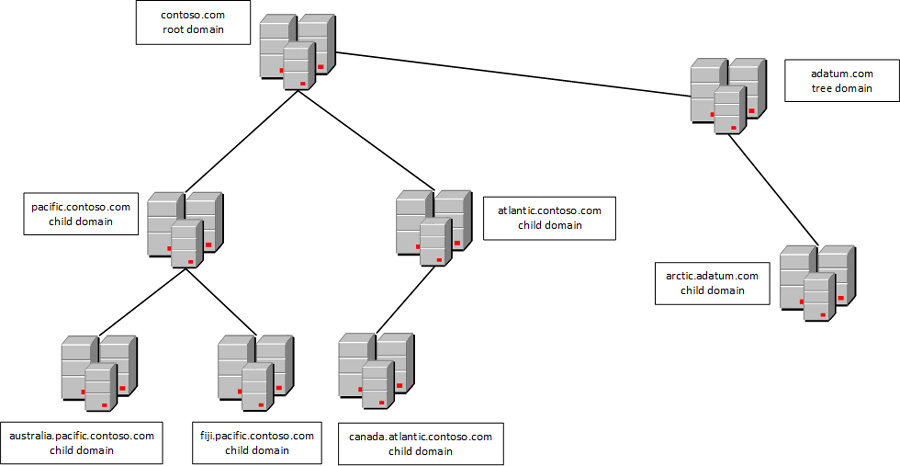 contoso.com
root domain
adatum.com
tree domain
pacific.contoso.com
child domain
atlantic.contoso.com
child domain
arctic.adatum.com
child domain
australia.pacific.contoso.com
child domain
fiji.pacific.contoso.com
child domain
canada.atlantic.contoso.com
child domain